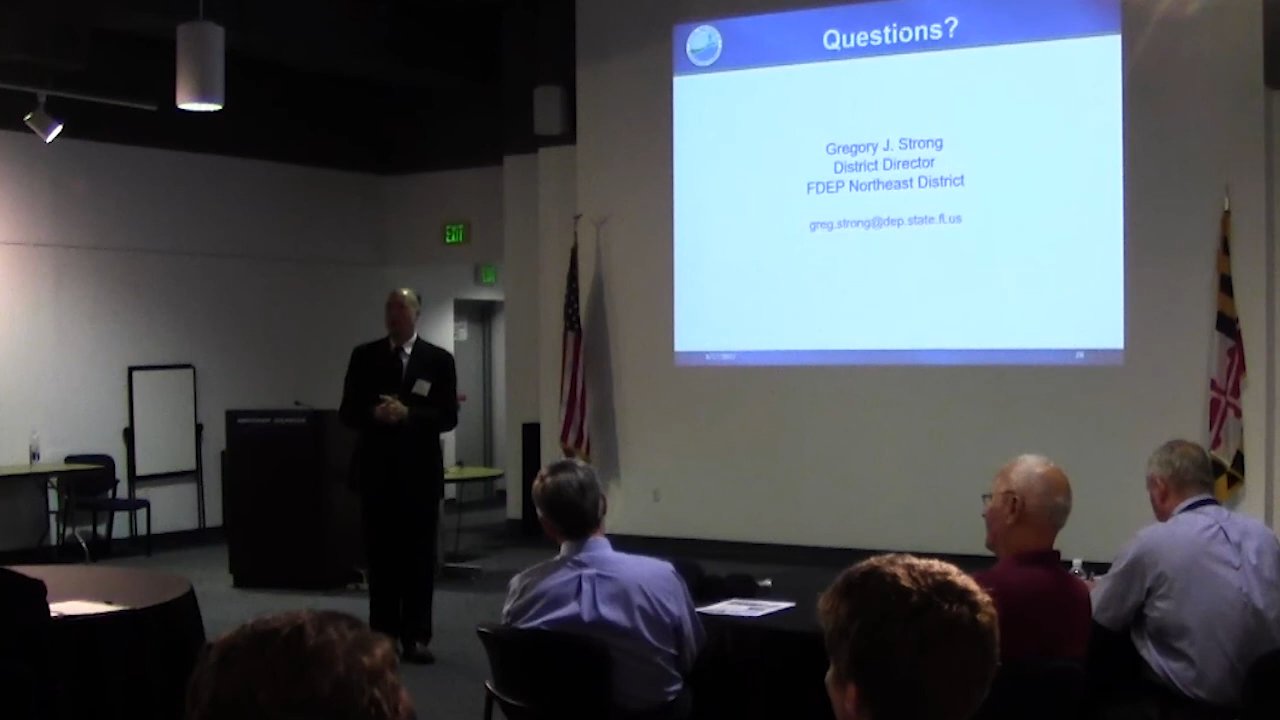 Questions?
Gregory J. Strong
District Director
FDEP Northeast District
greg.strong@dep.state.fl.us
EXIT